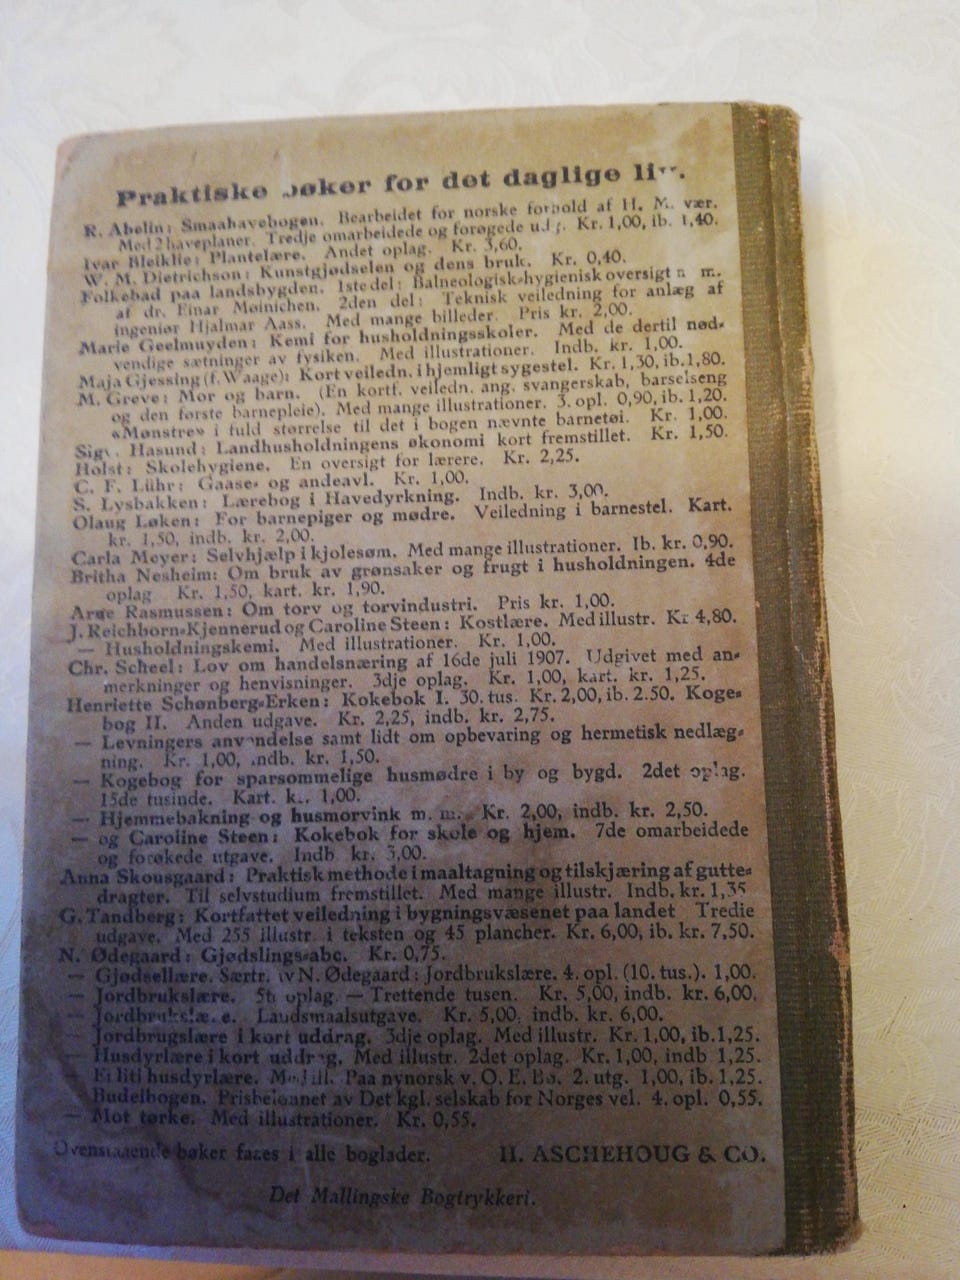 Praktiske bøker for det daglige liv.
R. Abelin: Smaahavebogen. Bearbeidet for norske forhold af H. Misvær.
Med 2 haveplaner. Tredje omarbeidede og forøgede udg. Kr. 1,00, ib. 1,40.
Ivar Bleiklie: Plantelære. Andet oplag. Kr. 3,60.
W. M. Dietrichson: Kunstgjødselen og dens bruk. Kr. 0,40.
Folkebad paa landsbygden. 1ste del: Balneologisk-hygienisk oversigt m. m.
af dr. Einar Møinichen. 2den del: Teknisk veiledning for anlæg af
ingeniør Hjalmar Aass. Med mange billeder. Pris kr. 2,00.
Marie Geelmuyden: Kemi for husholdningsskoler. Med de dertil nød-
vendige sætninger av fysiken. Med illustrationer. Indb. kr. 1,00.
Maja Gjessing (f. Waage): Kort veiledn. i hjemligt sygestel. Kr. 1,30, ib. 1,80.
M. Greve: Mor og barn. (En kortf. veiledn. ang. svangerskab, barselseng
og den første barnepleie). Med mange illustrationer. 3. opl. 0,90, ib. 1,20.
«Mønstre» i fuld størrelse til det i bogen nævnte barnetøi. Kr. 1,00.
Sigv. Hasund: Landhusholdningens økonomi kort fremstillet. Kr. 1,50.
Holst: Skolehygiene. En oversigt for lærere. Kr. 2,25.
C. F. Lühr: Gaase- og andeavl. Kr. 1,00.
S. Lysbakken: Lærebog i Havedyrkning. Indb. kr. 3,00.
Olaug Løken: For barnepiger og mødre. Veiledning i barnestel. Kart.
kr. 1,50, indb. kr. 2,00.
Carla Meyer: Selvhjælp i kjolesøm. Med mange illustrationer. Ib. kr. 0,90.
Britha Nesheim: Om bruk av grønsaker og frugt i husholdningen. 4de
oplag Kr. 1,50, kart. kr. 1,90.
Arne Rasmussen: Om torv og torvindustri. Pris kr. 1,00.
J. Reichborn-Kjennerud og Caroline Steen: Kostlære. Med illustr. Kr 4,80.
— Husholdningskemi. Med illustrationer. Kr. 1,00.
Chr. Scheel: Lov om handelsnæring af 16de juli 1907. Udgivet med an-
merkninger og henvisninger. 3dje oplag. Kr. 1,00, kart. kr. 1,25.
Henriette Schønberg-Erken: Kokebok I. 30. tus. Kr. 2,00, ib. 2.50. Koge-
bog II. Anden udgave. Kr. 2,25, indb. kr. 2,75.
— Levningers anvendelse samt lidt om opbevaring og hermetisk nedlæg-
ning. Kr. 1,00, indb. kr. 1,50.
— Kogebog for sparsommelige husmødre i by og bygd. 2det oplag.
15de tusinde. Kart. kr. 1,00.
— Hjemmebakning og husmorvink m. m. Kr. 2,00, indb. kr. 2,50.
— og Caroline Steen: Kokebok for skole og hjem. 7de omarbeidede
og forøkede utgave. Indb. kr. 3,00.
Anna Skousgaard: Praktisk methode i maaltagning og tilskjæring af gutte-
dragter. Til selvstudium fremstillet. Med mange illustr. Indb. kr. 1,35
G. Tandberg: Kortfattet veiledning i bygningsvæsenet paa landet Tredie
udgave. Med 255 illustr. i teksten og 45 plancher. Kr. 6,00, ib. kr. 7,50.
N. Ødegaard: Gjødslings-abc. Kr. 0,75.
— Gjødsellære. Særtr. av N. Ødegaard: Jordbrukslære. 4. opl. (10. tus.). 1,00.
— Jordbrukslære. 5te oplag — Trettende tusen. Kr. 5,00, indb. kr. 6,00.
— Jordbrukslære. Landsmaalsutgave. Kr. 5,00, indb. kr. 6,00.
— Jordbrugslære i kort uddrag. 3dje oplag. Med illustr. Kr. 1,00, ib. 1,25.
— Husdyrlære i kort uddrag. Med illustr. 2det oplag. Kr. 1,00, indb 1,25.
— Ei liti husdyrlære. Med ill. Paa nynorsk v. O. E. Bø. 2. utg. 1,00, ib. 1,25.
— Budeibogen. Prisbelønnet av Det kgl. selskab for Norges vel. 4. opl. 0,55.
— Mot tørke. Med illustrationer. Kr. 0,55.
Ovenstaaende bøker faaes i alle boglader. H. ASCHEHOUG & CO.
Det Mallingske Bogtrykkeri.